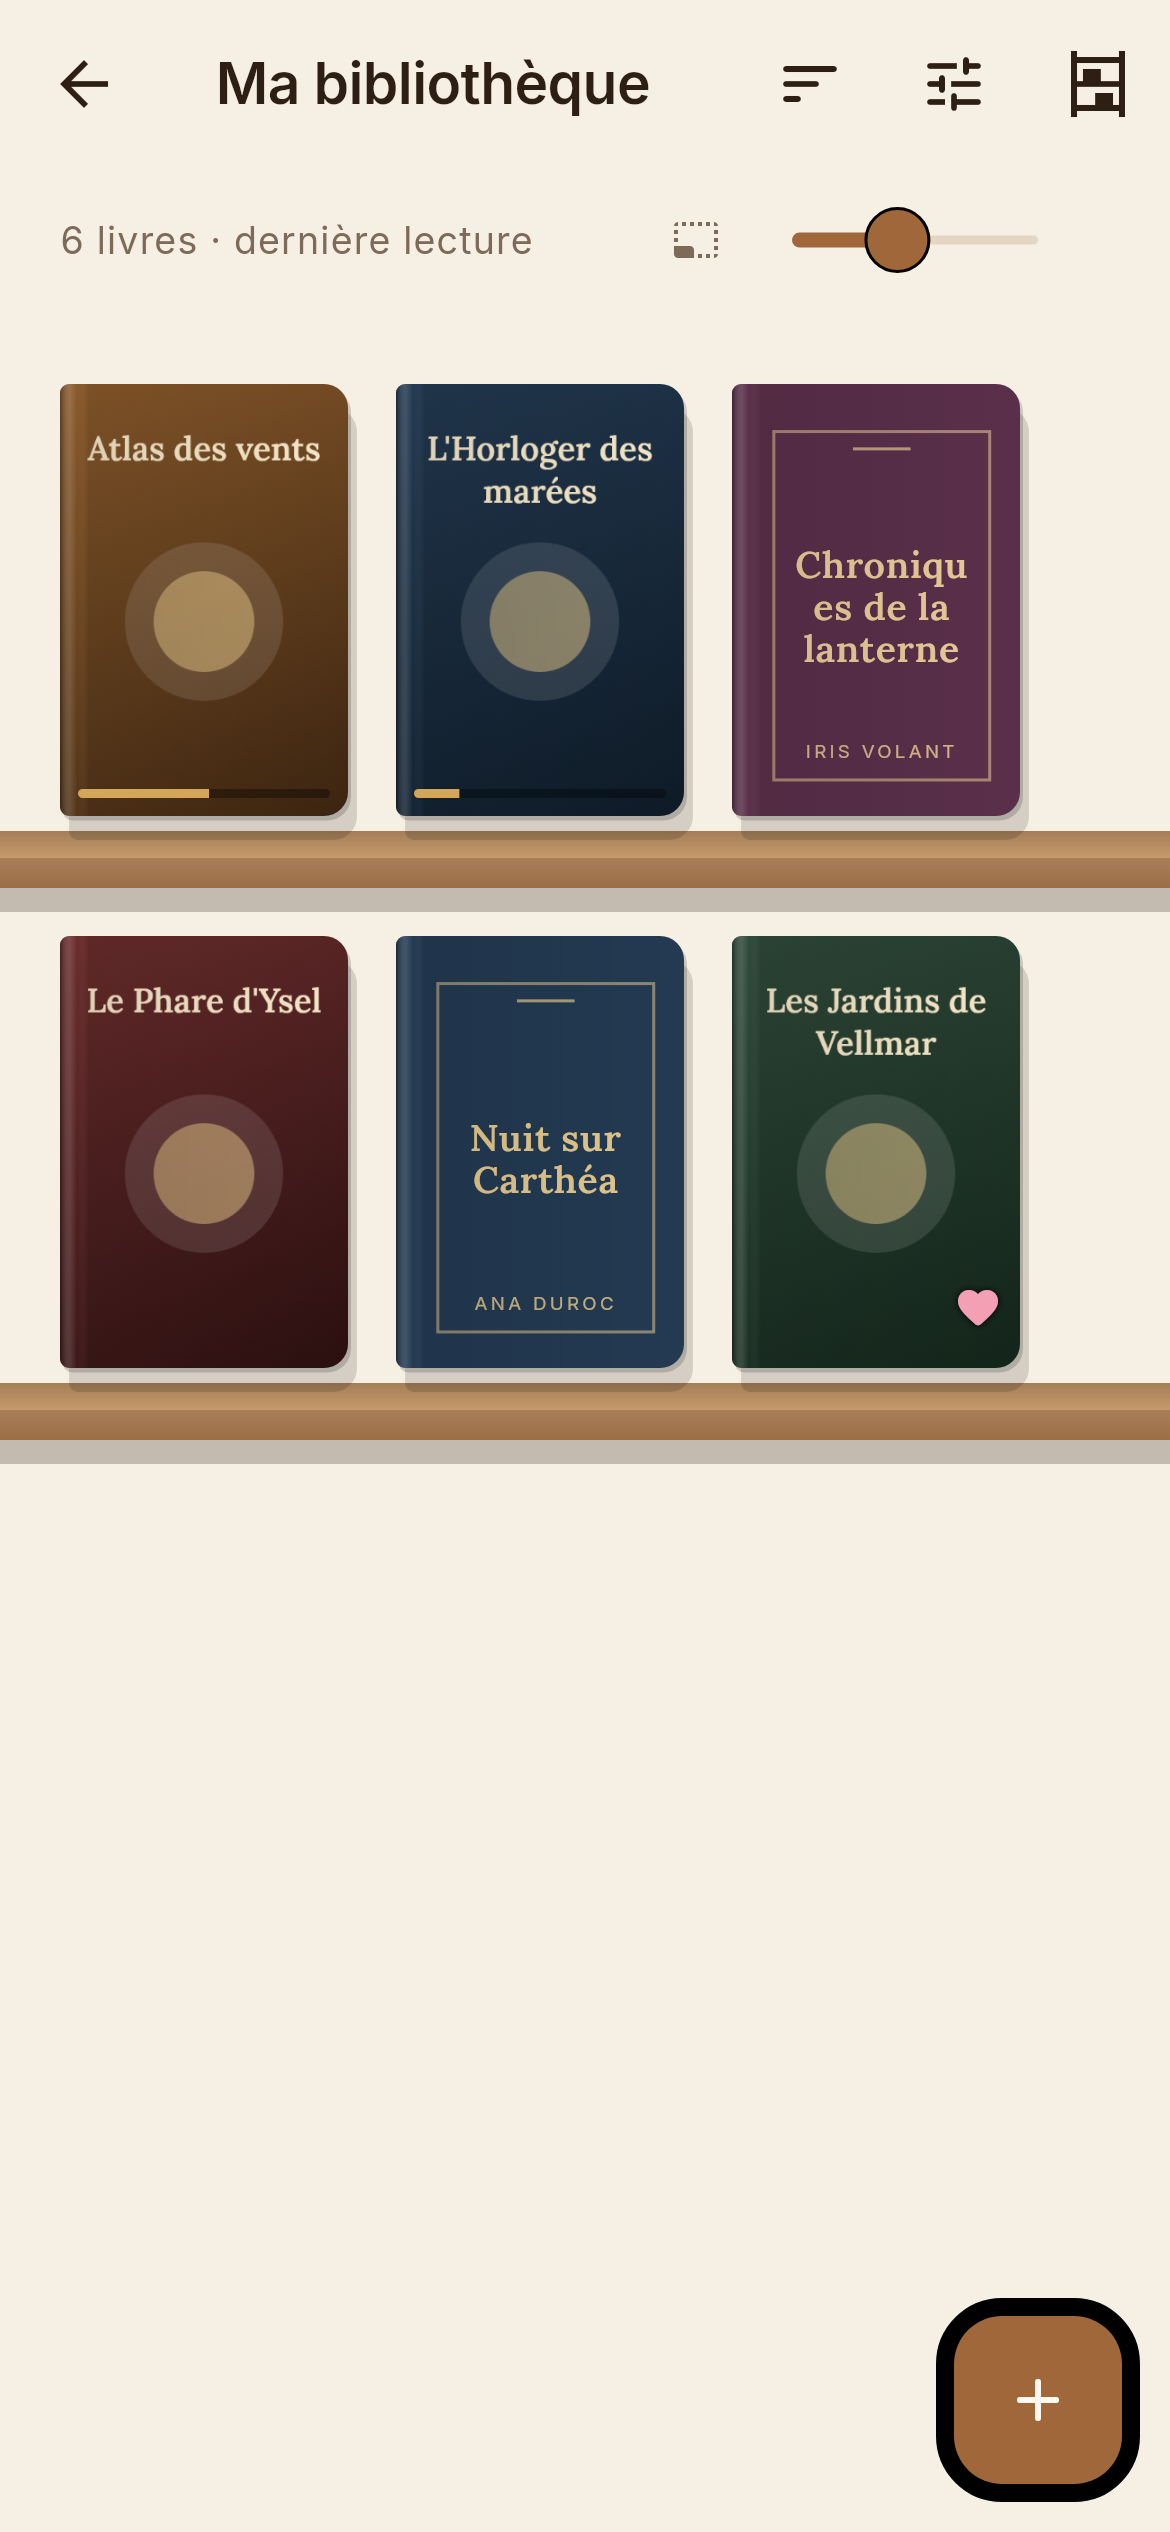 Ma bibliothèque
6 livres · dernière lecture
Atlas des vents
L'Horloger des
marées
Chroniqu
es de la
lanterne
IRIS VOLANT
Le Phare d'Ysel
Nuit sur
Carthéa
ANA DUROC
Les Jardins de
Vellmar